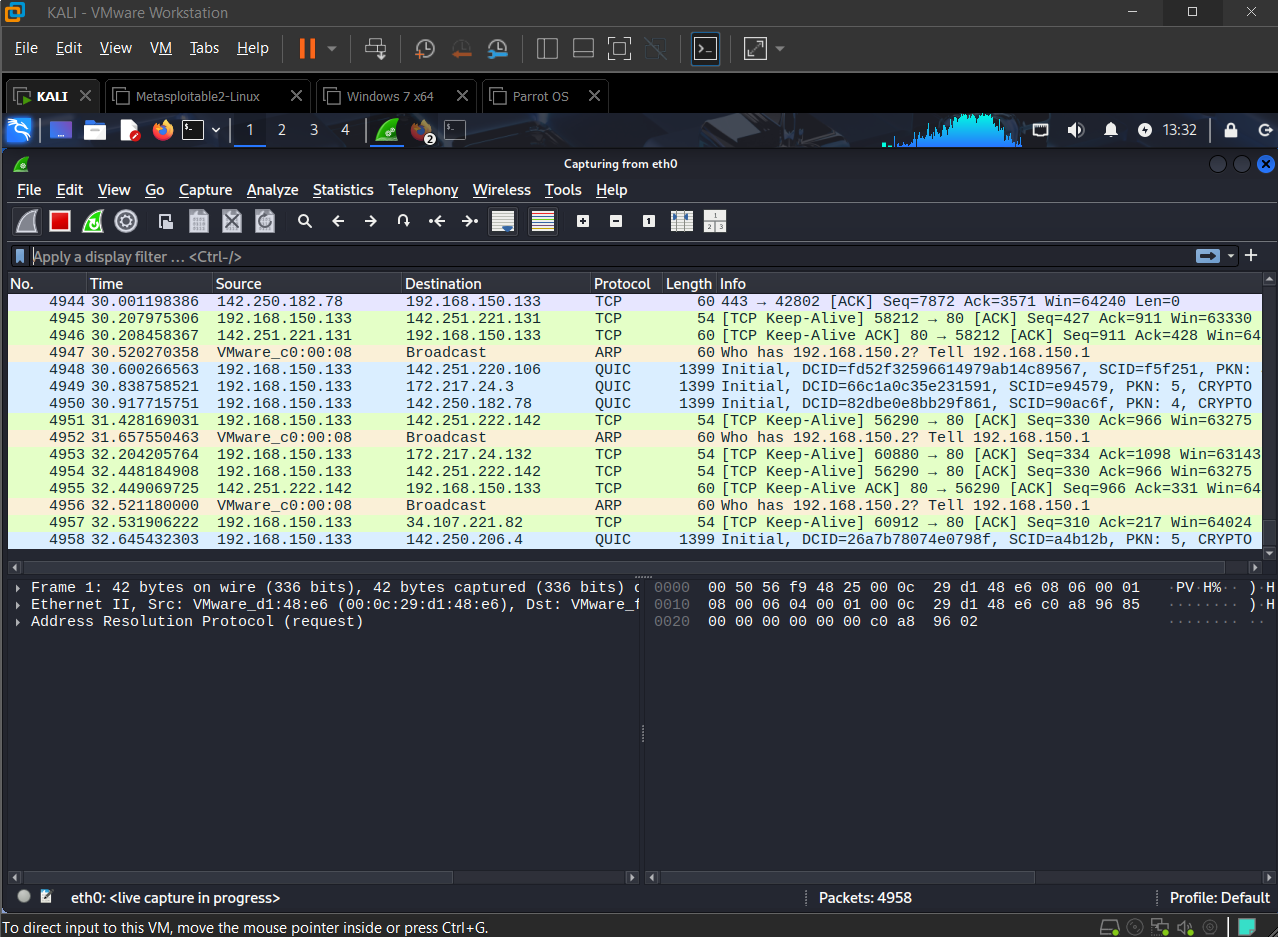 KALI - VMware Workstation
File Edit View VM Tabs Help
KALI Metasploitable2-Linux Windows 7 x64 Parrot OS
1 2 3 4 2 13:32
Capturing from eth0
File Edit View Go Capture Analyze Statistics Telephony Wireless Tools Help
Apply a display filter ... <Ctrl-/>
No. Time Source Destination Protocol Length Info
4944 30.001198386 142.250.182.78 192.168.150.133 TCP 60 443 → 42802 [ACK] Seq=7872 Ack=3571 Win=64240 Len=0
4945 30.207975306 192.168.150.133 142.251.221.131 TCP 54 [TCP Keep-Alive] 58212 → 80 [ACK] Seq=427 Ack=911 Win=63330
4946 30.208458367 142.251.221.131 192.168.150.133 TCP 60 [TCP Keep-Alive ACK] 80 → 58212 [ACK] Seq=911 Ack=428 Win=64
4947 30.520270358 VMware_c0:00:08 Broadcast ARP 60 Who has 192.168.150.2? Tell 192.168.150.1
4948 30.600266563 192.168.150.133 142.251.220.106 QUIC 1399 Initial, DCID=fd52f32596614979ab14c89567, SCID=f5f251, PKN:
4949 30.838758521 192.168.150.133 172.217.24.3 QUIC 1399 Initial, DCID=66c1a0c35e231591, SCID=e94579, PKN: 5, CRYPTO
4950 30.917715751 192.168.150.133 142.250.182.78 QUIC 1399 Initial, DCID=82dbe0e8bb29f861, SCID=90ac6f, PKN: 4, CRYPTO
4951 31.428169031 192.168.150.133 142.251.222.142 TCP 54 [TCP Keep-Alive] 56290 → 80 [ACK] Seq=330 Ack=966 Win=63275
4952 31.657550463 VMware_c0:00:08 Broadcast ARP 60 Who has 192.168.150.2? Tell 192.168.150.1
4953 32.204205764 192.168.150.133 172.217.24.132 TCP 54 [TCP Keep-Alive] 60880 → 80 [ACK] Seq=334 Ack=1098 Win=63143
4954 32.448184908 192.168.150.133 142.251.222.142 TCP 54 [TCP Keep-Alive] 56290 → 80 [ACK] Seq=330 Ack=966 Win=63275
4955 32.449069725 142.251.222.142 192.168.150.133 TCP 60 [TCP Keep-Alive ACK] 80 → 56290 [ACK] Seq=966 Ack=331 Win=64
4956 32.521180000 VMware_c0:00:08 Broadcast ARP 60 Who has 192.168.150.2? Tell 192.168.150.1
4957 32.531906222 192.168.150.133 34.107.221.82 TCP 54 [TCP Keep-Alive] 60912 → 80 [ACK] Seq=310 Ack=217 Win=64024
4958 32.645432303 192.168.150.133 142.250.206.4 QUIC 1399 Initial, DCID=26a7b78074e0798f, SCID=a4b12b, PKN: 5, CRYPTO
Frame 1: 42 bytes on wire (336 bits), 42 bytes captured (336 bits) 0000 00 50 56 f9 48 25 00 0c 29 d1 48 e6 08 06 00 01 ·PV·H%·· )·H
Ethernet II, Src: VMware_d1:48:e6 (00:0c:29:d1:48:e6), Dst: VMware_f 0010 08 00 06 04 00 01 00 0c 29 d1 48 e6 c0 a8 96 85 ········ )·H
Address Resolution Protocol (request) 0020 00 00 00 00 00 00 c0 a8 96 02 ········ ··
eth0: <live capture in progress> Packets: 4958 Profile: Default
To direct input to this VM, move the mouse pointer inside or press Ctrl+G.